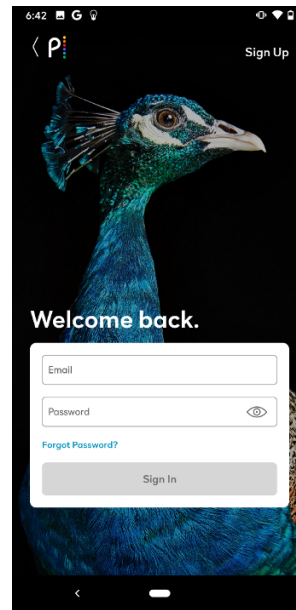 6:42 G
P
Sign Up
Welcome back.
Email
Password
Forgot Password?
Sign In